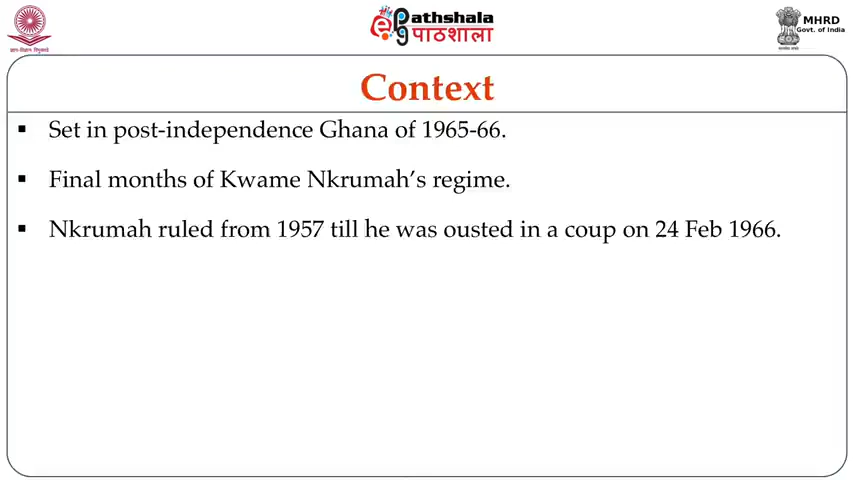 ePathshala
पाठशाला
MHRD
Govt. of India
Context
▪ Set in post-independence Ghana of 1965-66.
▪ Final months of Kwame Nkrumah’s regime.
▪ Nkrumah ruled from 1957 till he was ousted in a coup on 24 Feb 1966.